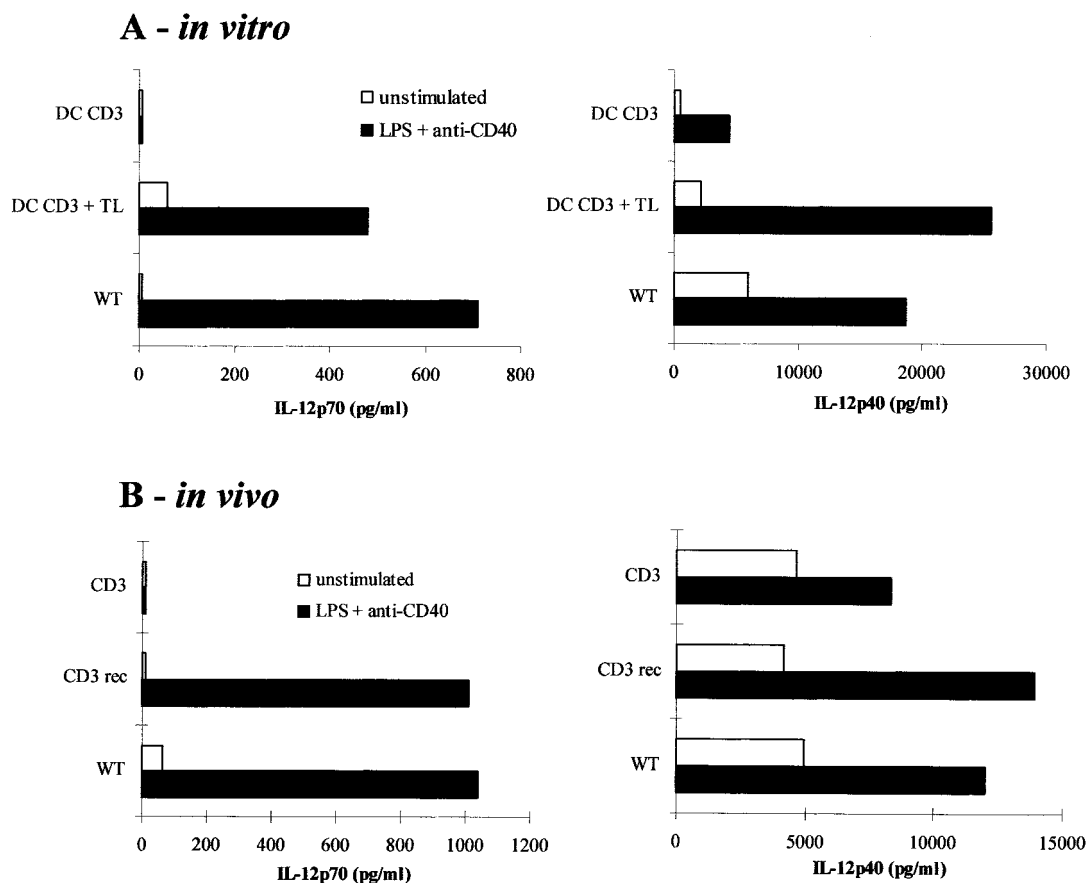 A - in vitro
unstimulated
LPS + anti-CD40
DC CD3
DC CD3 + TL
WT
0 200 400 600 800
IL-12p70 (pg/ml)
DC CD3
DC CD3 + TL
WT
0 10000 20000 30000
IL-12p40 (pg/ml)
B - in vivo
unstimulated
LPS + anti-CD40
CD3
CD3 rec
WT
0 200 400 600 800 1000 1200
IL-12p70 (pg/ml)
CD3
CD3 rec
WT
0 5000 10000 15000
IL-12p40 (pg/ml)